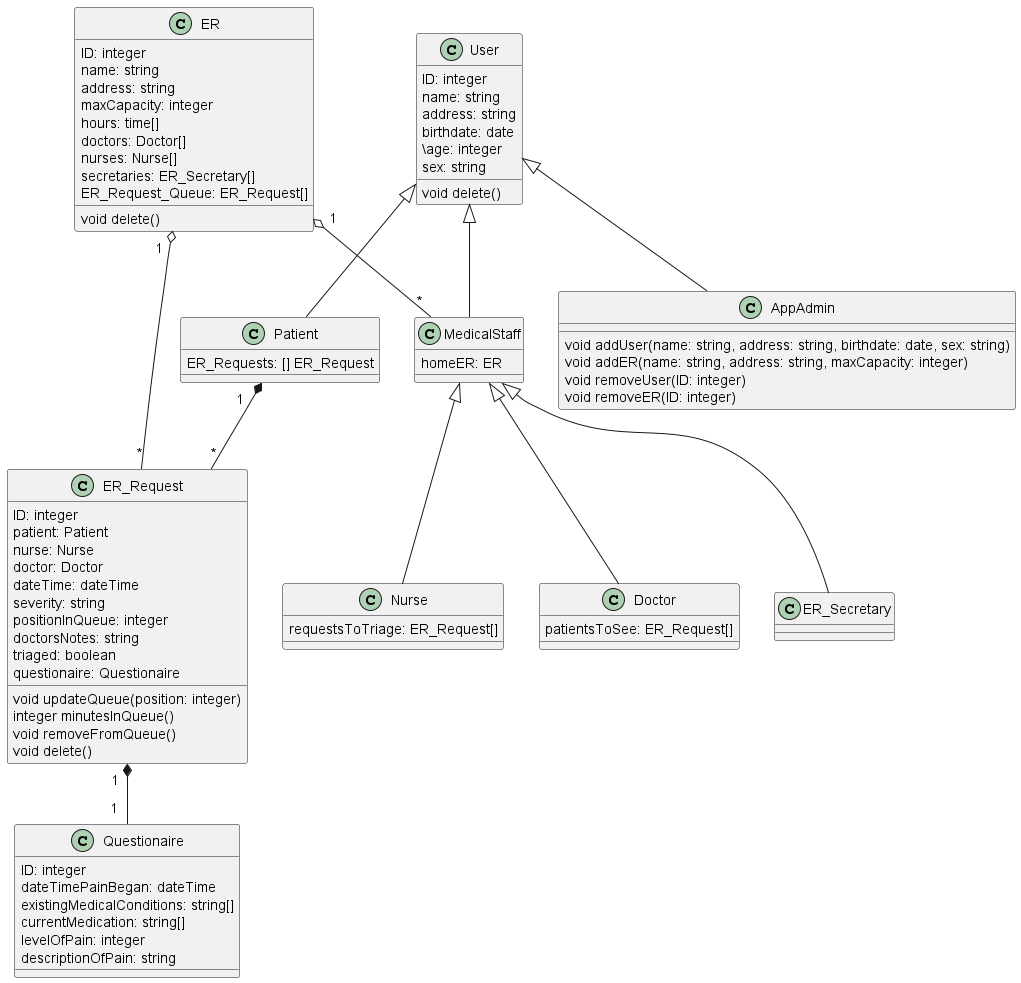 C ER
ID: integer
name: string
address: string
maxCapacity: integer
hours: time[]
doctors: Doctor[]
nurses: Nurse[]
secretaries: ER_Secretary[]
ER_Request_Queue: ER_Request[]
void delete()
C User
ID: integer
name: string
address: string
birthdate: date
\age: integer
sex: string
void delete()
1
1
*
C Patient
ER_Requests: [] ER_Request
C MedicalStaff
homeER: ER
C AppAdmin
void addUser(name: string, address: string, birthdate: date, sex: string)
void addER(name: string, address: string, maxCapacity: integer)
void removeUser(ID: integer)
void removeER(ID: integer)
1
*
*
C ER_Request
ID: integer
patient: Patient
nurse: Nurse
doctor: Doctor
dateTime: dateTime
severity: string
positionInQueue: integer
doctorsNotes: string
triaged: boolean
questionaire: Questionaire
void updateQueue(position: integer)
integer minutesInQueue()
void removeFromQueue()
void delete()
C Nurse
requestsToTriage: ER_Request[]
C Doctor
patientsToSee: ER_Request[]
C ER_Secretary
1
1
C Questionaire
ID: integer
dateTimePainBegan: dateTime
existingMedicalConditions: string[]
currentMedication: string[]
levelOfPain: integer
descriptionOfPain: string